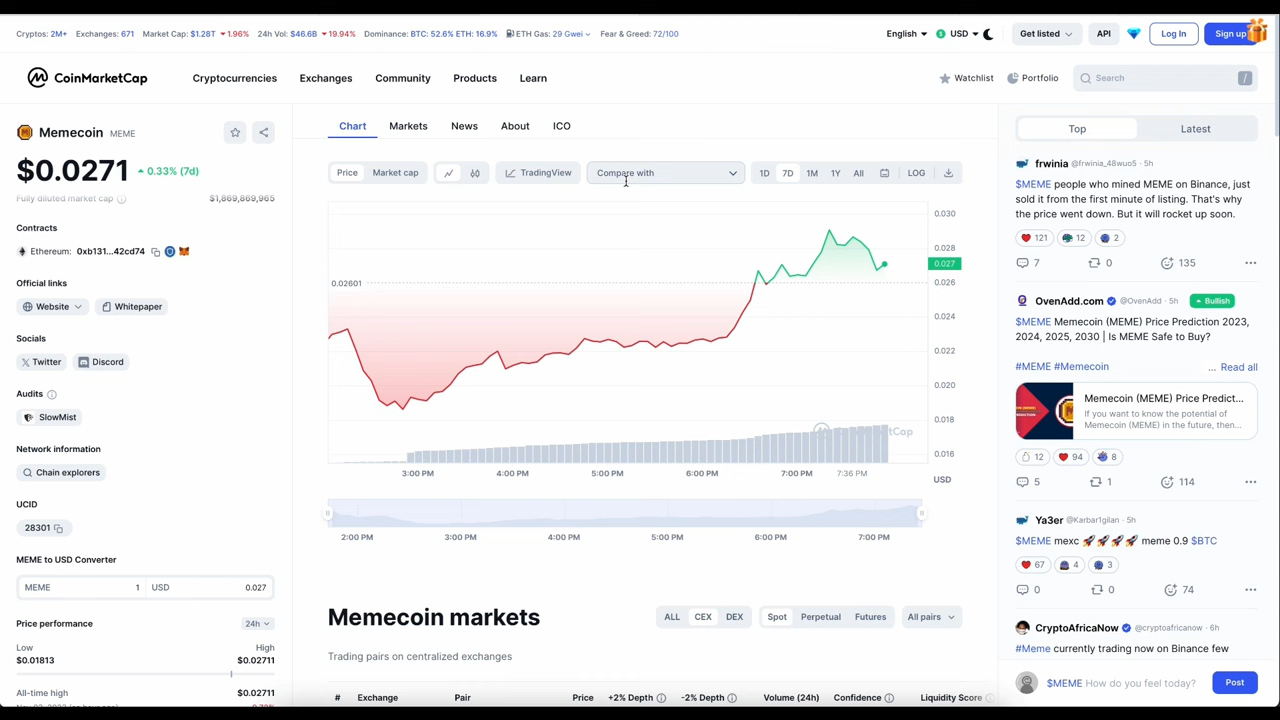 Cryptos: 2M+ Exchanges: 671 Market Cap: $1.28T 1.96% 24h Vol: $46.6B 19.94% Dominance: BTC: 52.6% ETH: 16.9% ETH Gas: 29 Gwei Fear & Greed: 72/100
English USD Get listed API Log In Sign up
CoinMarketCap
Cryptocurrencies Exchanges Community Products Learn
Watchlist Portfolio Search /
Memecoin MEME
$0.0271 0.33% (7d)
Fully diluted market cap $1,869,869,965
Contracts
Ethereum: 0xb131...42cd74
Official links
Website Whitepaper
Socials
Twitter Discord
Audits
SlowMist
Network information
Chain explorers
UCID
28301
MEME to USD Converter
MEME 1 USD 0.027
Price performance 24h
Low High
$0.01813 $0.02711
All-time high $0.02711
Chart Markets News About ICO
Price Market cap TradingView Compare with 1D 7D 1M 1Y All LOG
0.030
0.028
0.027
0.026
0.02601
0.024
0.022
0.020
0.018
0.016
3:00 PM 4:00 PM 5:00 PM 6:00 PM 7:00 PM 7:36 PM
USD
2:00 PM 3:00 PM 4:00 PM 5:00 PM 6:00 PM 7:00 PM
Memecoin markets
ALL CEX DEX Spot Perpetual Futures All pairs
Trading pairs on centralized exchanges
# Exchange Pair Price +2% Depth -2% Depth Volume (24h) Confidence Liquidity Score
Top Latest
frwinia @frwinia_48wuo5 · 5h
$MEME people who mined MEME on Binance, just
sold it from the first minute of listing. That's why
the price went down. But it will rocket up soon.
121 12 2
7 0 135
OvenAdd.com @OvenAdd · 5h Bullish
$MEME Memecoin (MEME) Price Prediction 2023,
2024, 2025, 2030 | Is MEME Safe to Buy?
#MEME #Memecoin ... Read all
Memecoin (MEME) Price Predict...
If you want to know the potential of
Memecoin (MEME) in the future, then...
12 94 8
5 1 114
Ya3er @Karbar1gilan · 5h
$MEME mexc 🚀🚀🚀🚀 meme 0.9 $BTC
67 4 3
0 0 74
CryptoAfricaNow @cryptoafricanow · 6h
#Meme currently trading now on Binance few
$MEME How do you feel today? Post